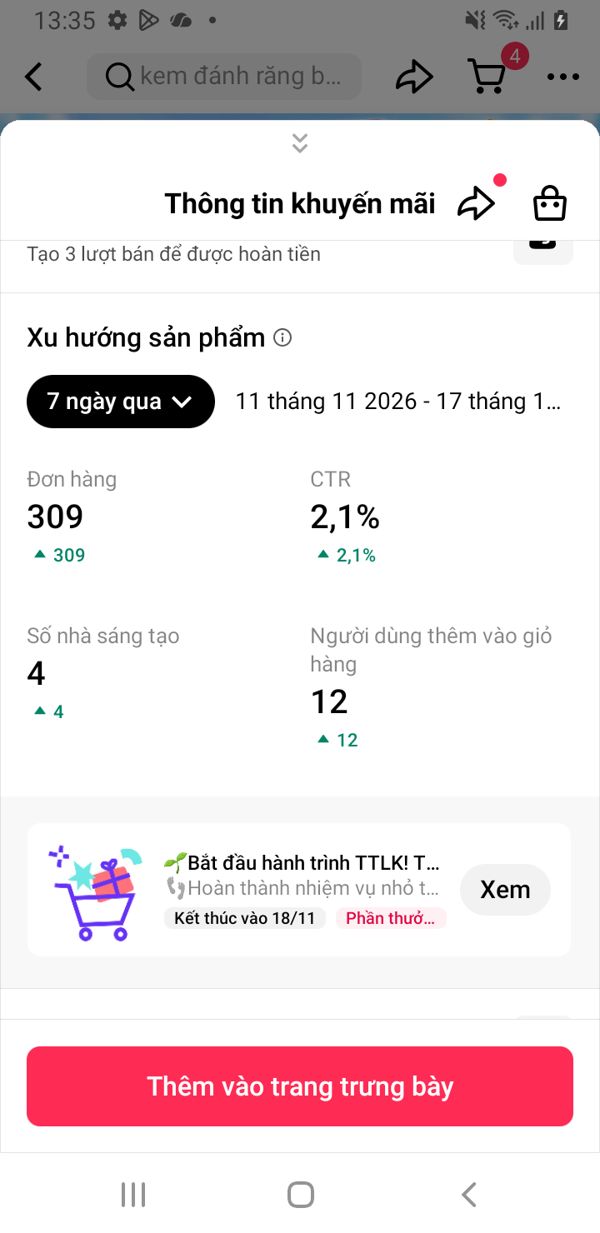 13:35
kem đánh răng b...
4
Thông tin khuyến mãi
Tạo 3 lượt bán để được hoàn tiền
Xu hướng sản phẩm
7 ngày qua
11 tháng 11 2026 - 17 tháng 1...
Đơn hàng
309
309
CTR
2,1%
2,1%
Số nhà sáng tạo
4
4
Người dùng thêm vào giỏ
hàng
12
12
Bắt đầu hành trình TTLK! T...
Hoàn thành nhiệm vụ nhỏ t...
Kết thúc vào 18/11
Phần thưở...
Xem
Thêm vào trang trưng bày